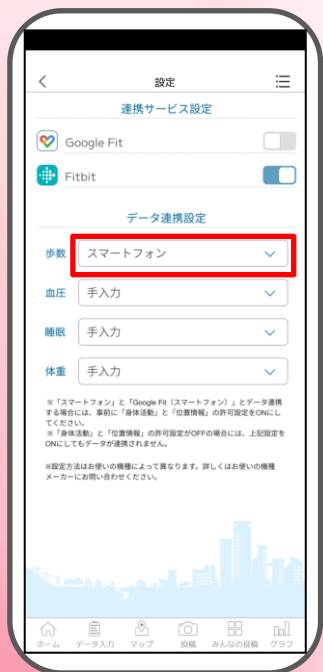 設定
連携サービス設定
Google Fit
Fitbit
データ連携設定
歩数 スマートフォン
血圧 手入力
睡眠 手入力
体重 手入力
※「スマートフォン」と「Google Fit（スマートフォン）」とデータ連携
する場合には、事前に「身体活動」と「位置情報」の許可設定をONにし
てください。
※「身体活動」と「位置情報」の許可設定がOFFの場合には、上記設定を
ONにしてもデータが連携されません。
※設定方法はお使いの機種によって異なります。詳しくはお使いの機種
メーカーにお問い合わせください。
ホーム データ入力 マップ 投稿 みんなの投稿 グラフ